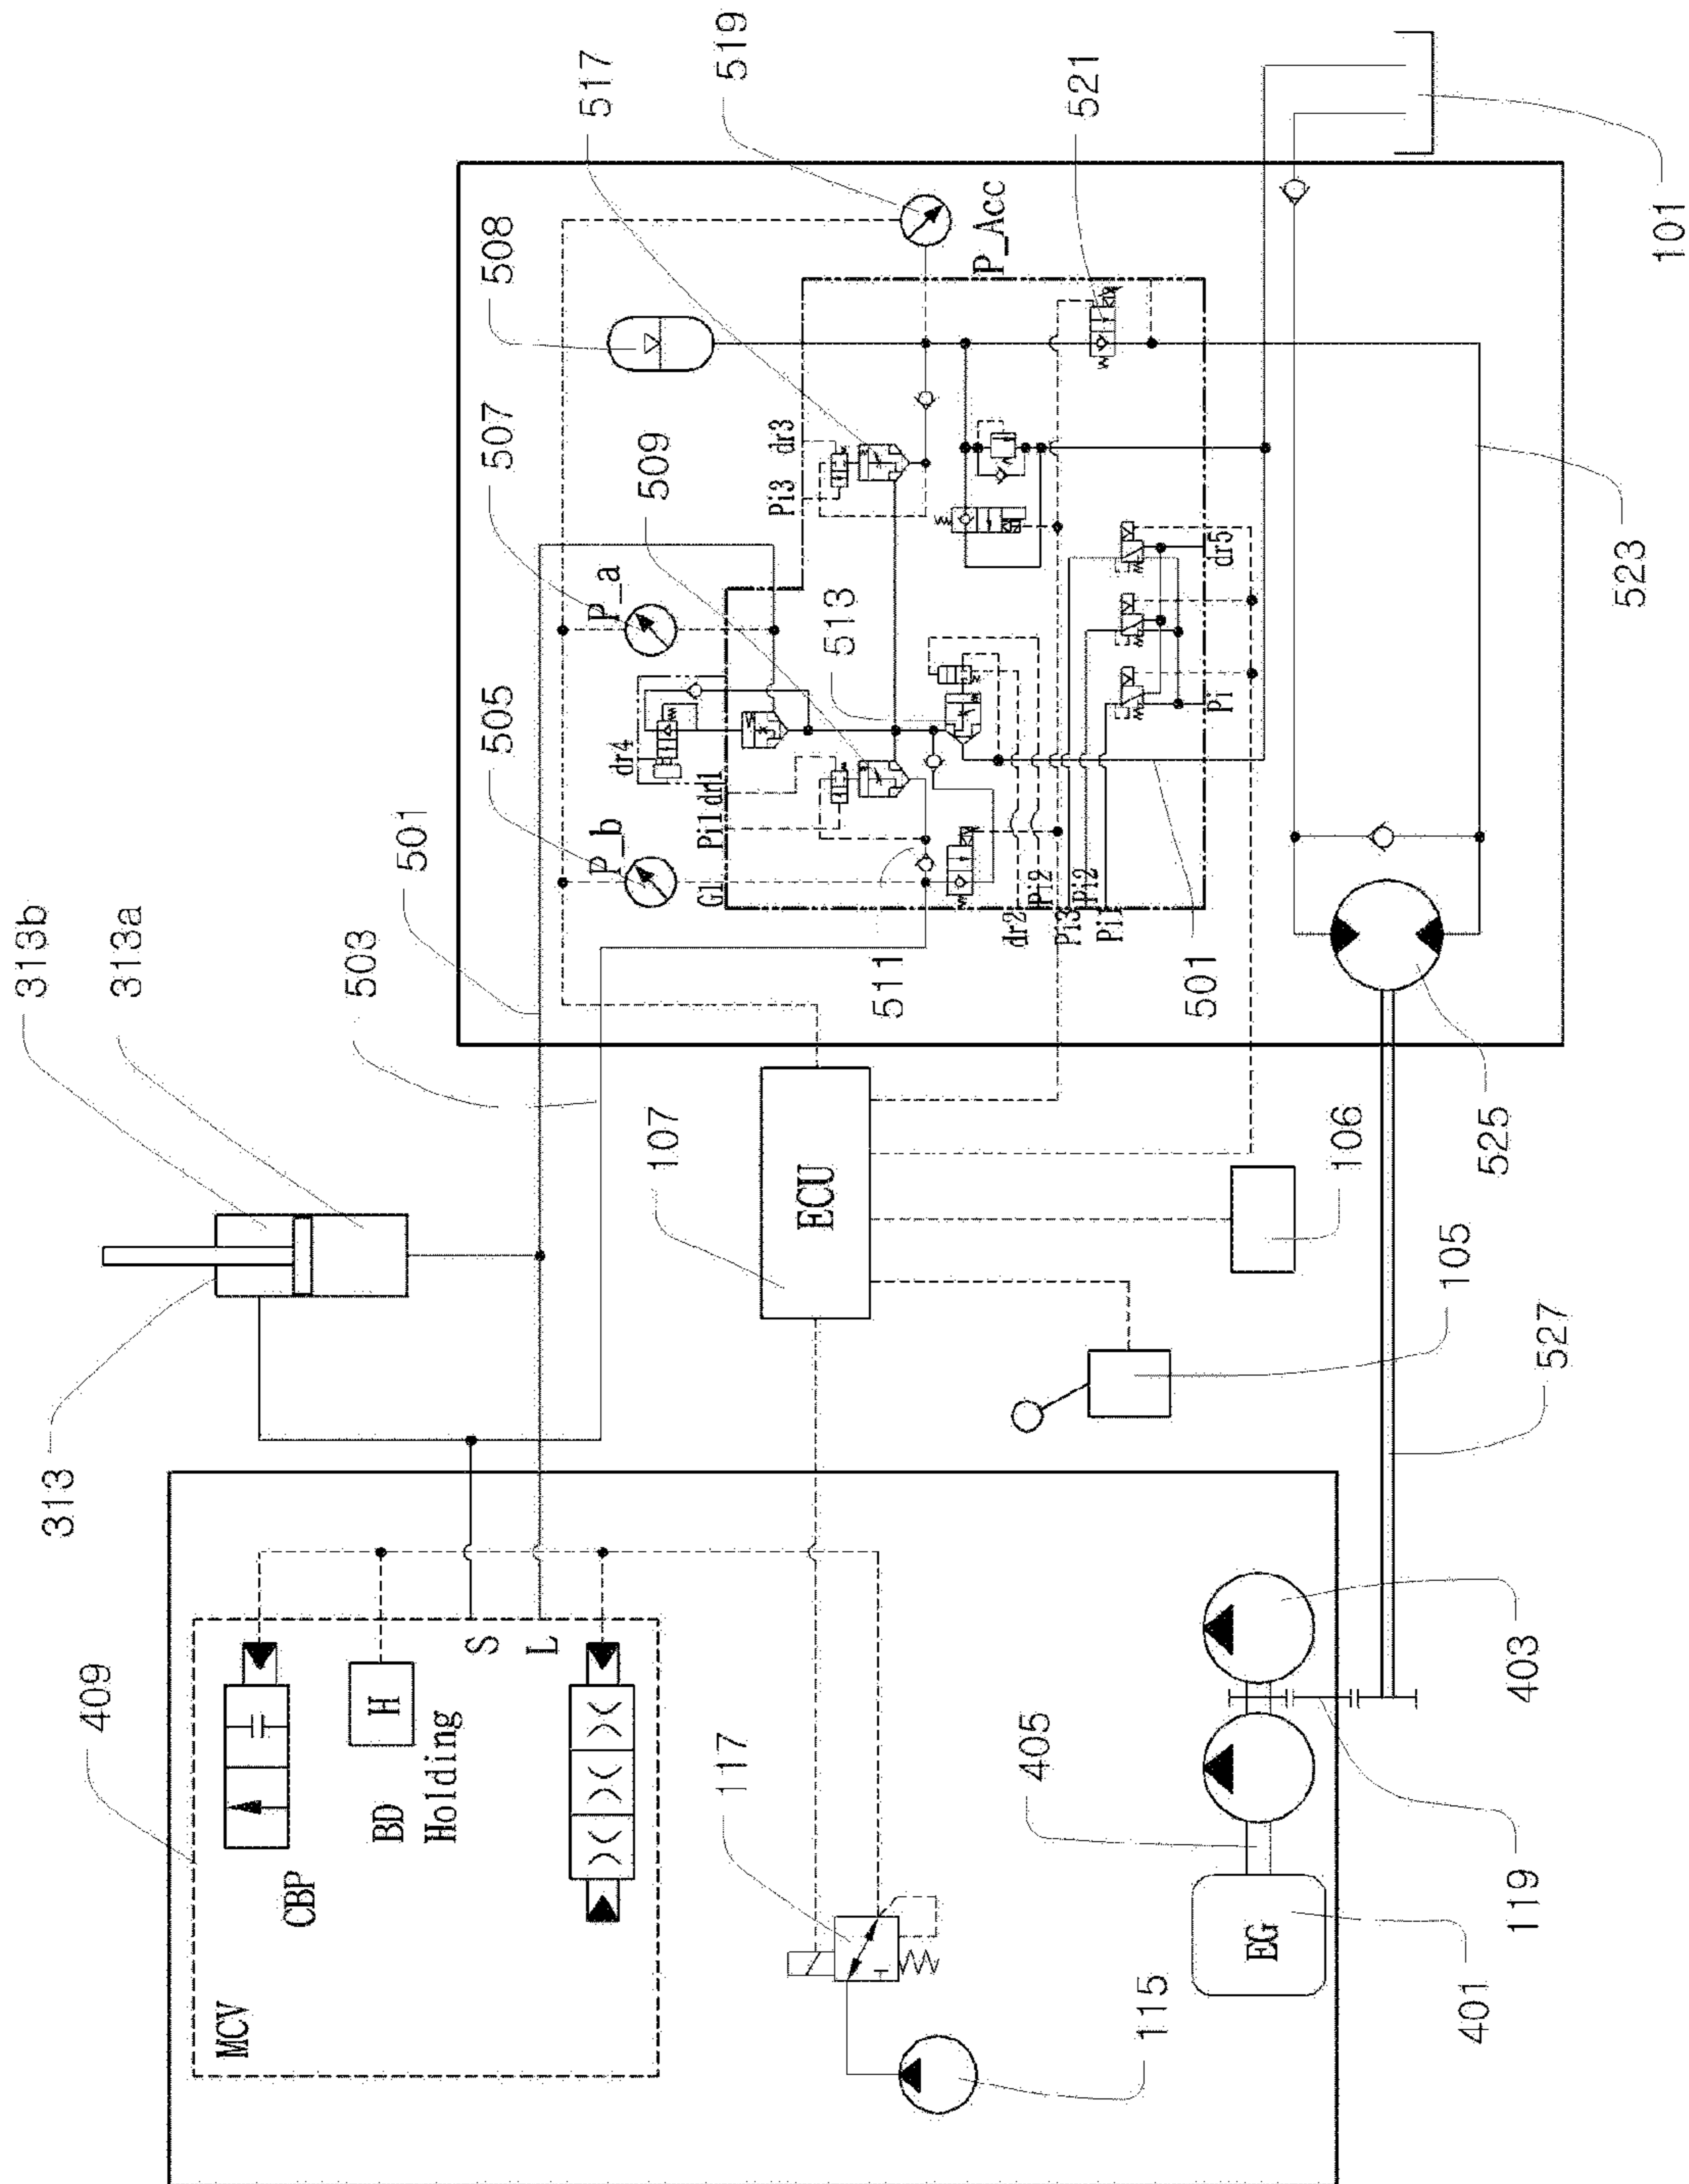 313b
313a
313
503
501
505
507
509
508
517
519
P_b
P_a
P_Acc
G1
Pi1
dr1
dr4
Pi3
dr3
511
513
501
521
dr2
Pi2
Pi3
Pi2
Pi1
Pi
dr5
101
523
525
527
107
ECU
106
105
409
MCV
CBP
H
BD
Holding
S
L
117
115
405
403
EG
401
119